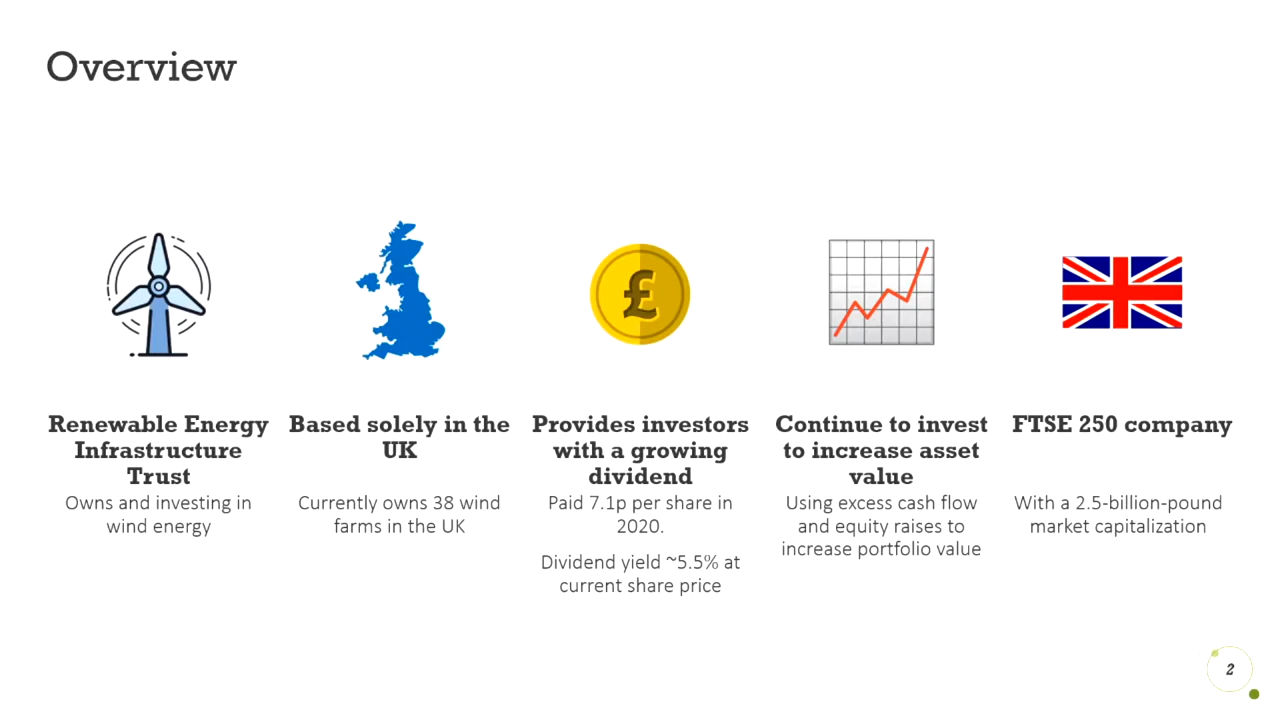 Overview
Renewable Energy
Infrastructure
Trust
Owns and investing in
wind energy
Based solely in the
UK
Currently owns 38 wind
farms in the UK
£
Provides investors
with a growing
dividend
Paid 7.1p per share in
2020.
Dividend yield ~5.5% at
current share price
Continue to invest
to increase asset
value
Using excess cash flow
and equity raises to
increase portfolio value
FTSE 250 company
With a 2.5-billion-pound
market capitalization
2